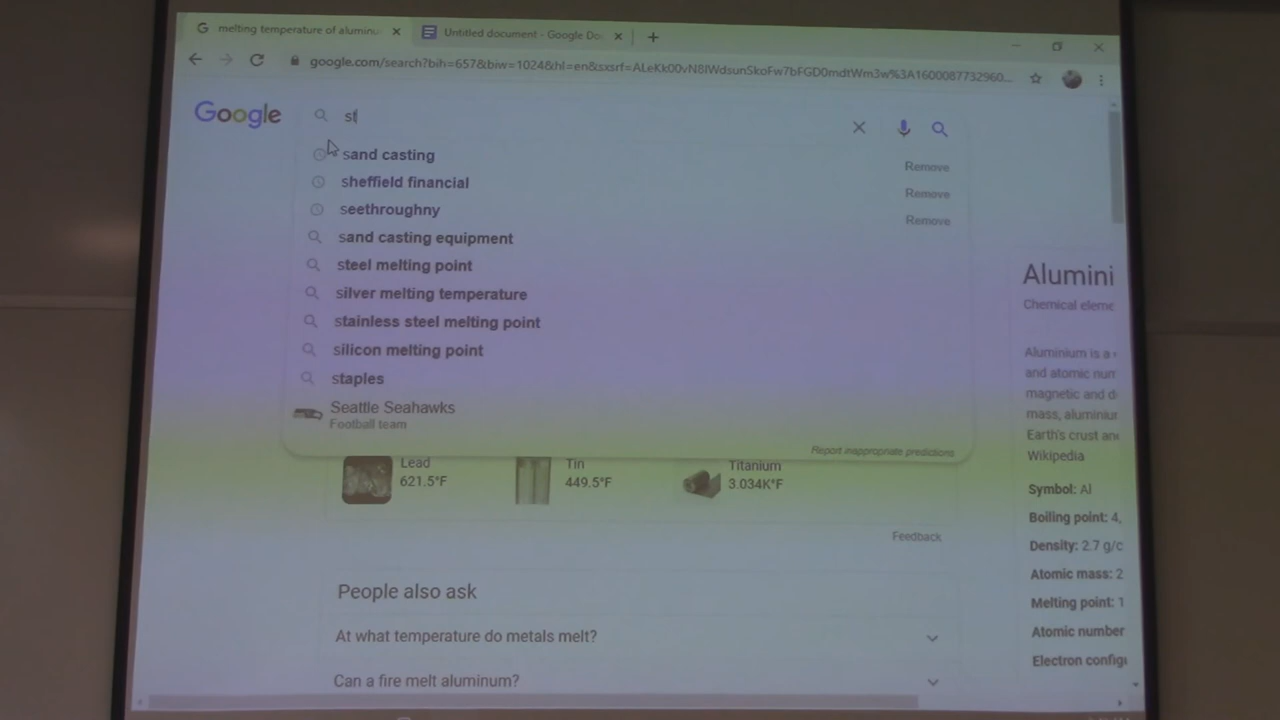 melting temperature of aluminu
Untitled document - Google Do
google.com/search?bih=657&biw=1024&hl=en&sxsrf=ALeKk00vN8IWdsunSkoFw7bFGD0mdtWm3w%3A1600087732960...
Google
st
sand casting
Remove
sheffield financial
Remove
seethroughny
Remove
sand casting equipment
steel melting point
silver melting temperature
stainless steel melting point
silicon melting point
staples
Seattle Seahawks
Football team
Report inappropriate predictions
Lead
621.5°F
Tin
449.5°F
Titanium
3.034K°F
Feedback
People also ask
At what temperature do metals melt?
Can a fire melt aluminum?
Alumini
Chemical eleme
Aluminium is a
and atomic num
magnetic and d
mass, aluminiur
Earth's crust an
Wikipedia
Symbol: Al
Boiling point: 4,
Density: 2.7 g/c
Atomic mass: 2
Melting point: 1
Atomic number
Electron config